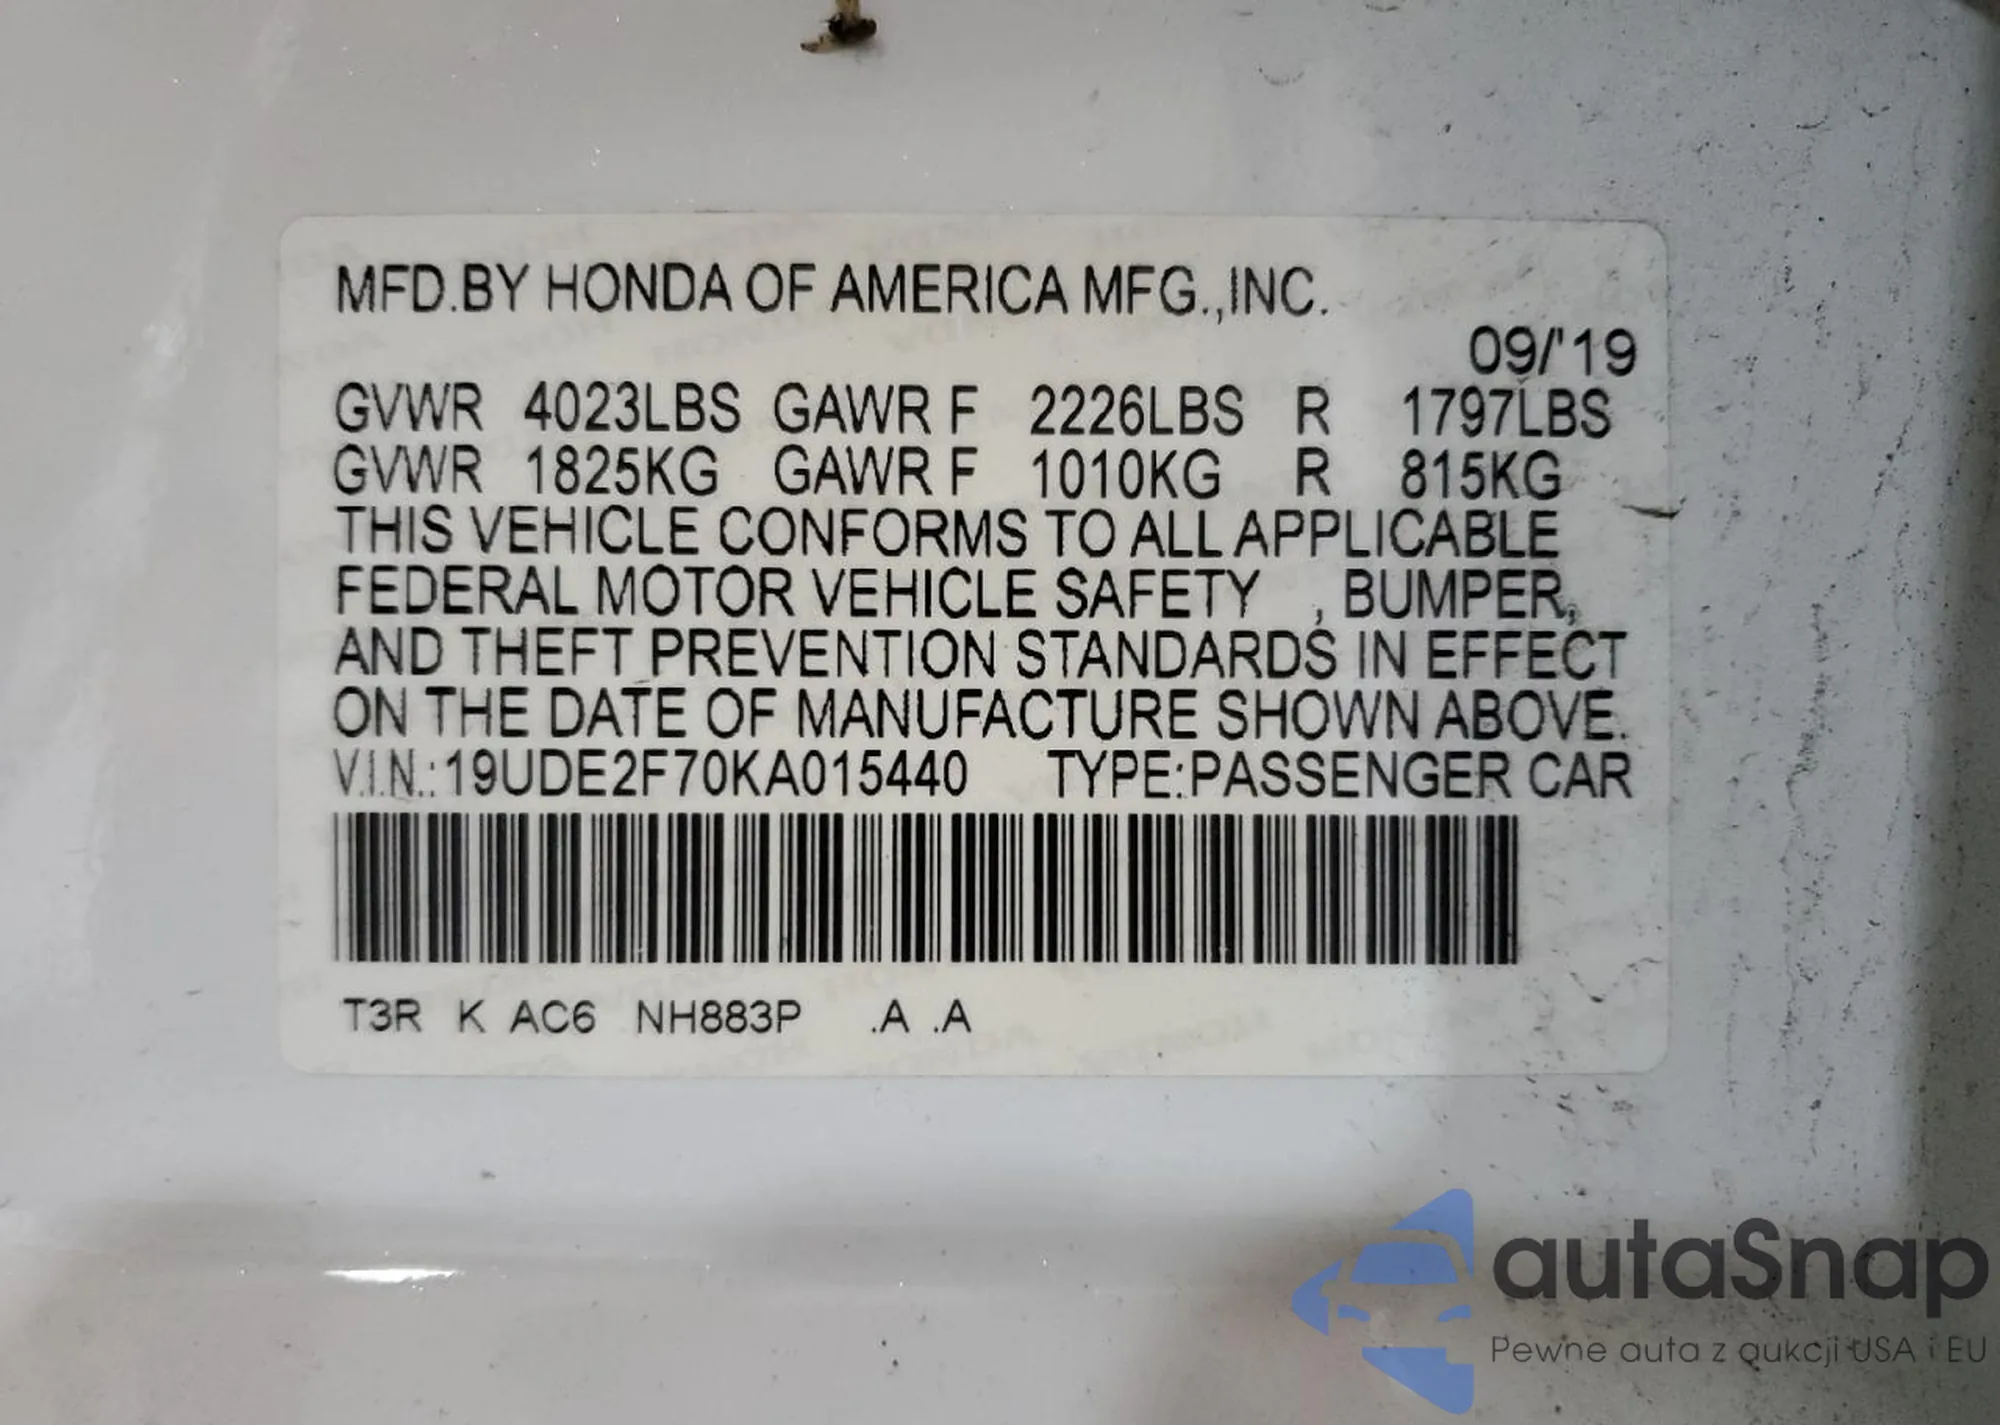 MFD.BY HONDA OF AMERICA MFG.,INC.
09/'19
GVWR 4023LBS GAWR F 2226LBS R 1797LBS
GVWR 1825KG GAWR F 1010KG R 815KG
THIS VEHICLE CONFORMS TO ALL APPLICABLE
FEDERAL MOTOR VEHICLE SAFETY , BUMPER,
AND THEFT PREVENTION STANDARDS IN EFFECT
ON THE DATE OF MANUFACTURE SHOWN ABOVE.
V.I.N.:19UDE2F70KA015440 TYPE:PASSENGER CAR
T3R K AC6 NH883P .A .A
autaSnap
Pewne auta z aukcji USA i EU